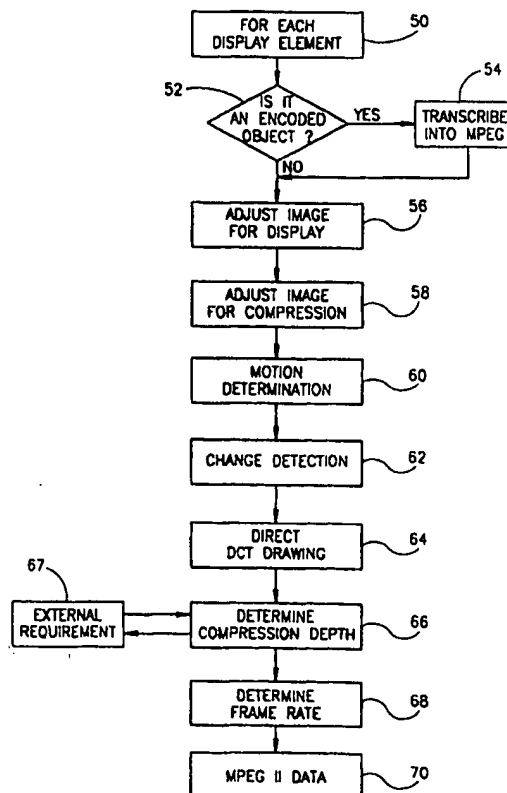 FOR EACH
DISPLAY ELEMENT
50
52
IS IT
AN ENCODED
OBJECT ?
YES
NO
54
TRANSCRIBE
INTO MPEG
ADJUST IMAGE
FOR DISPLAY
56
ADJUST IMAGE
FOR COMPRESSION
58
MOTION
DETERMINATION
60
CHANGE DETECTION
62
DIRECT
DCT DRAWING
64
67
EXTERNAL
REQUIREMENT
DETERMINE
COMPRESSION DEPTH
66
DETERMINE
FRAME RATE
68
MPEG II DATA
70